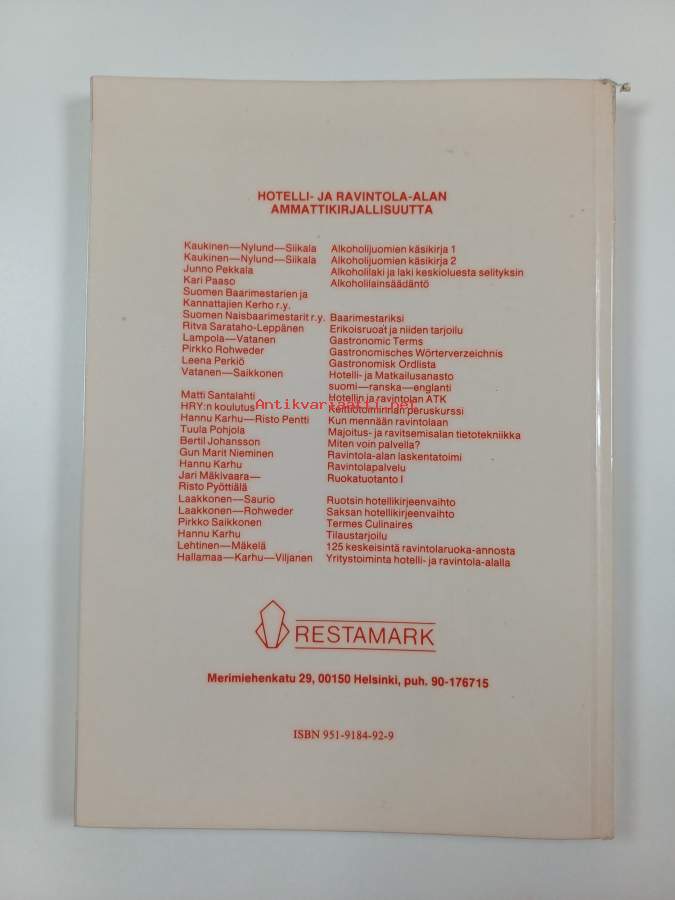 HOTELLI- JA RAVINTOLA-ALAN
AMMATTIKIRJALLISUUTTA
Kaukinen—Nylund—Siikala Alkoholijuomien käsikirja 1
Kaukinen—Nylund—Siikala Alkoholijuomien käsikirja 2
Junno Pekkala Alkoholilaki ja laki keskioluesta selityksin
Kari Paaso Alkoholilainsäädäntö
Suomen Baarimestarien ja
Kannattajien Kerho r.y.
Suomen Naisbaarimestarit r.y. Baarimestariksi
Ritva Sarataho-Leppänen Erikoisruoat ja niiden tarjoilu
Lampola—Vatanen Gastronomic Terms
Pirkko Rohweder Gastronomisches Wörterverzeichnis
Leena Perkiö Gastronomisk Ordlista
Vatanen—Saikkonen Hotelli- ja Matkailusanasto
suomi—ranska—englanti
Matti Santalahti Hotellin ja ravintolan ATK
HRY:n koulutus Keittiötoiminnan peruskurssi
Antikvariaatti.net
Hannu Karhu—Risto Pentti Kun mennään ravintolaan
Tuula Pohjola Majoitus- ja ravitsemisalan tietotekniikka
Bertil Johansson Miten voin palvella?
Gun Marit Nieminen Ravintola-alan laskentatoimi
Hannu Karhu Ravintolapalvelu
Jari Mäkivaara— Ruokatuotanto I
Risto Pyöttiälä
Laakkonen—Saurio Ruotsin hotellikirjeenvaihto
Laakkonen—Rohweder Saksan hotellikirjeenvaihto
Pirkko Saikkonen Termes Culinaires
Hannu Karhu Tilaustarjoilu
Lehtinen—Mäkelä 125 keskeisintä ravintolaruoka-annosta
Hallamaa—Karhu—Viljanen Yritystoiminta hotelli- ja ravintola-alalla
RESTAMARK
Merimiehenkatu 29, 00150 Helsinki, puh. 90-176715
ISBN 951-9184-92-9